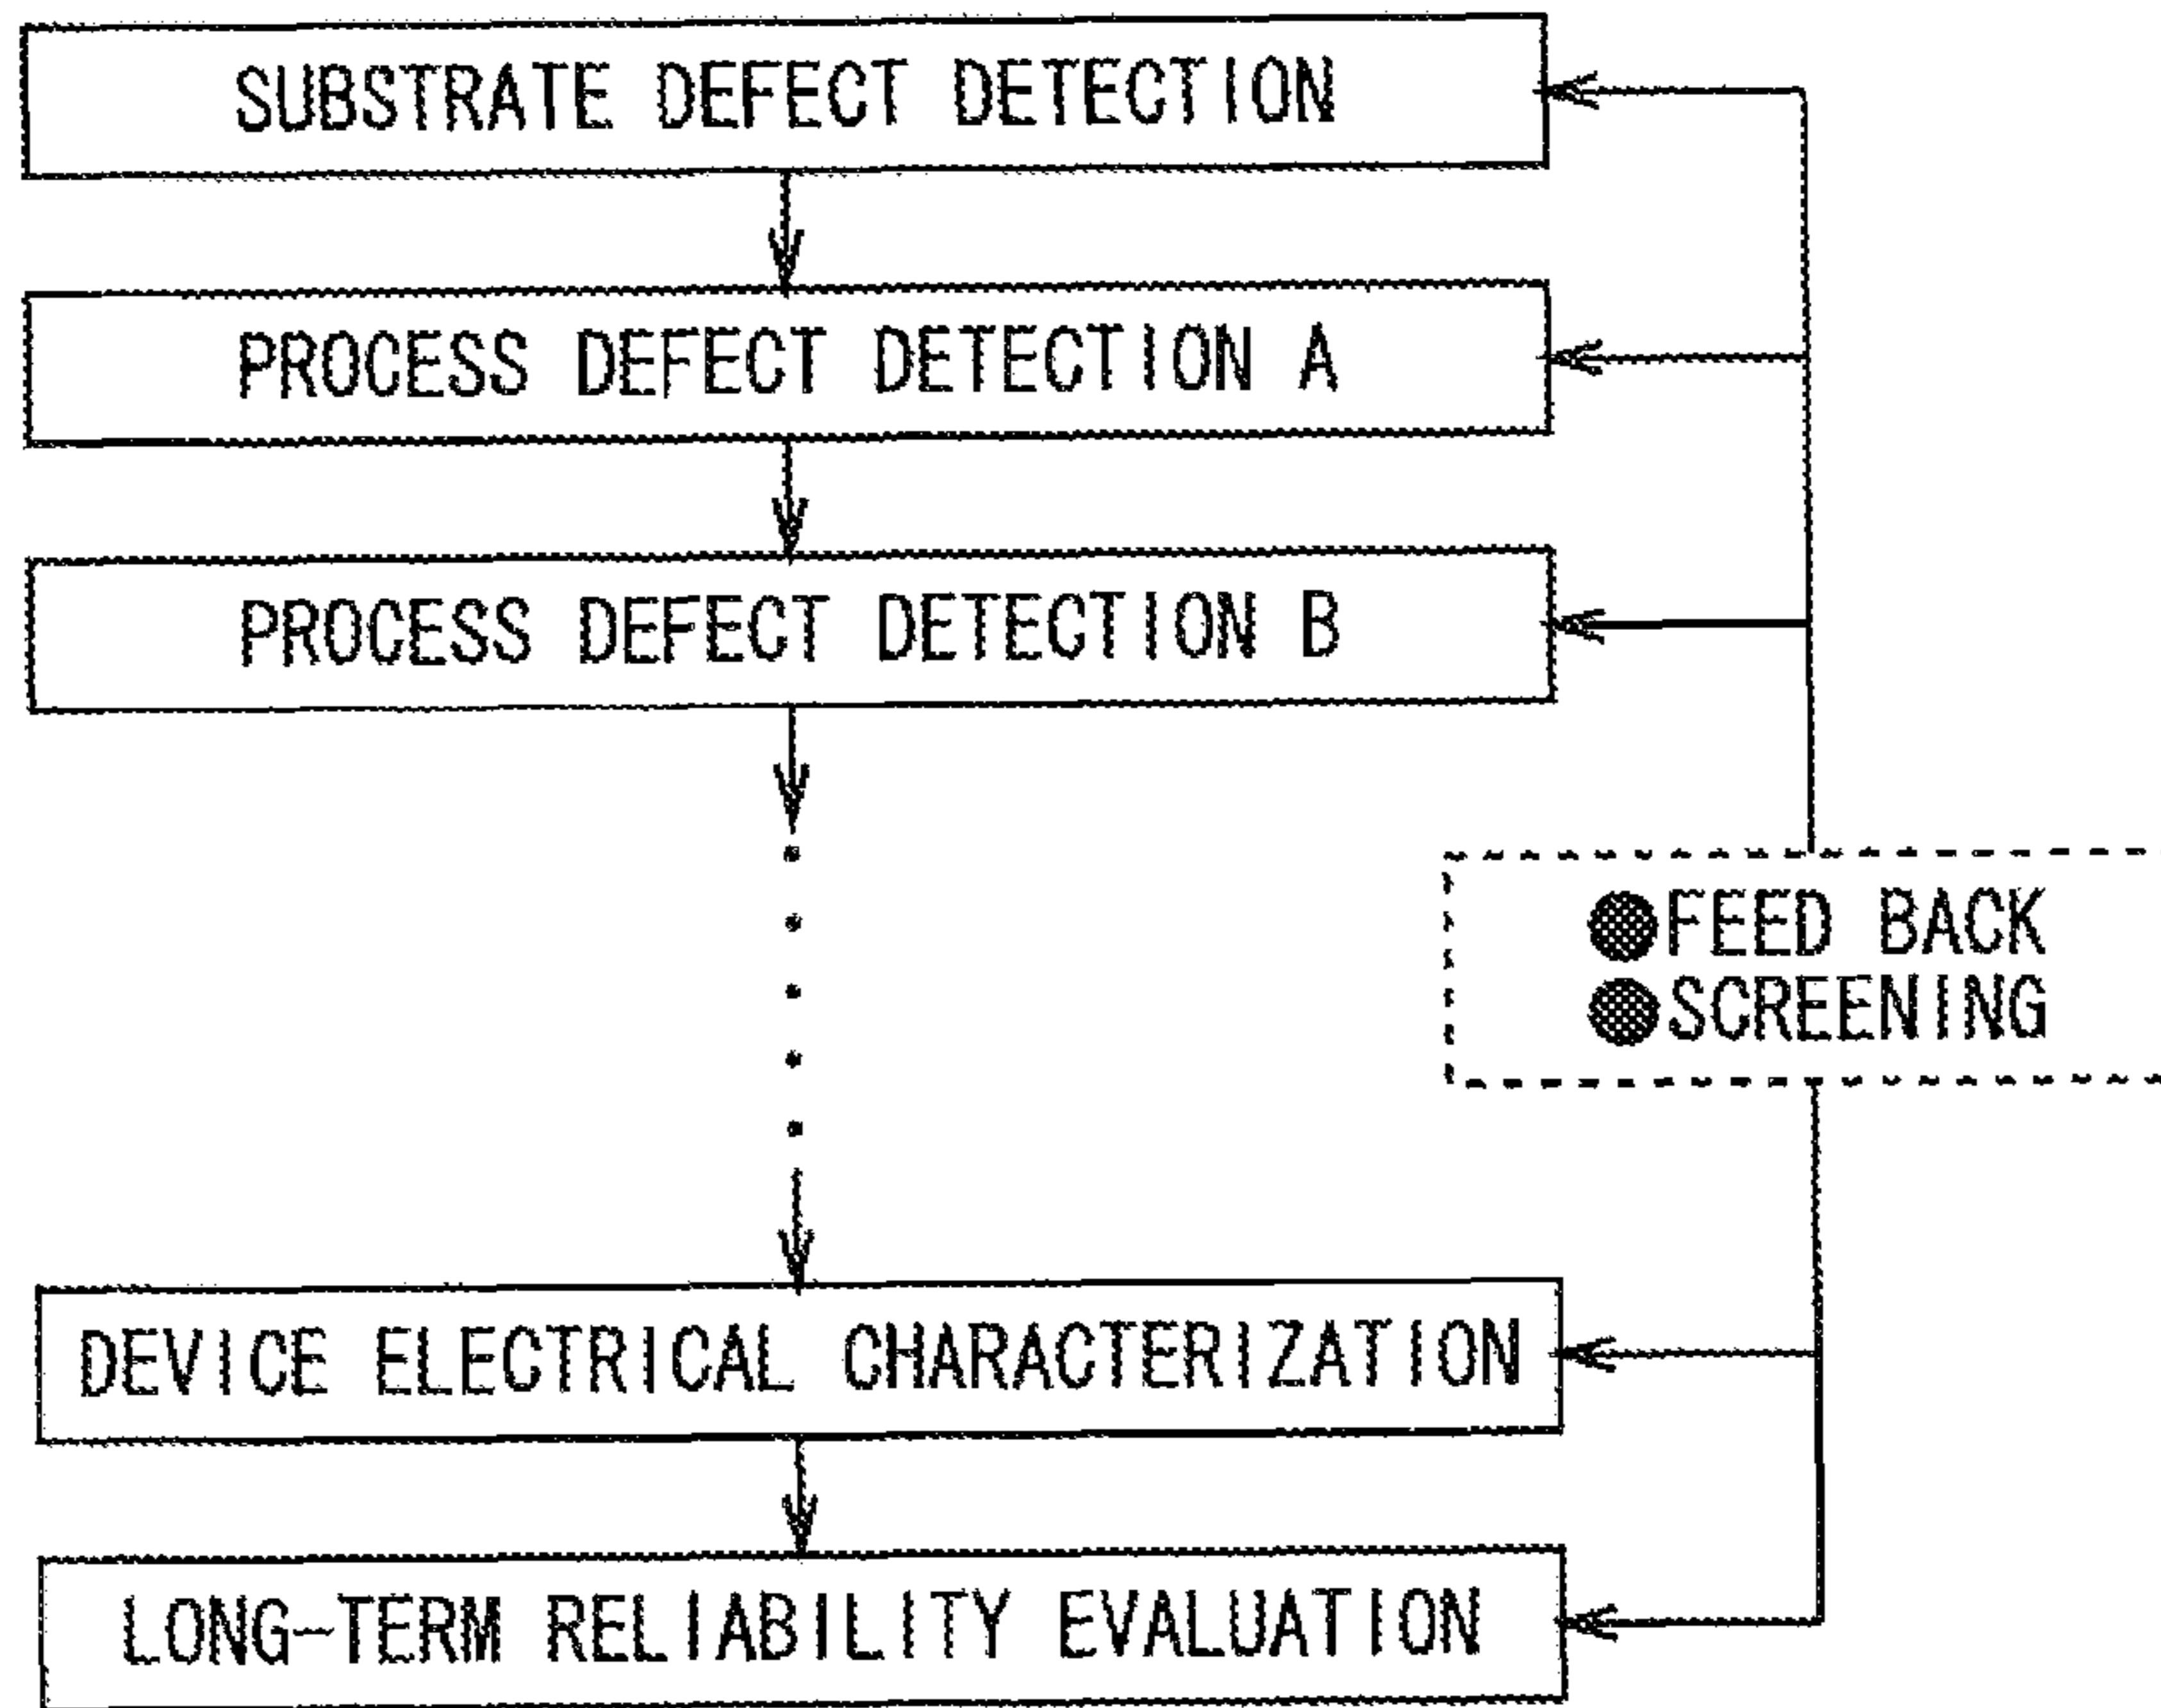 SUBSTRATE DEFECT DETECTION
PROCESS DEFECT DETECTION A
PROCESS DEFECT DETECTION B
●FEED BACK
●SCREENING
DEVICE ELECTRICAL CHARACTERIZATION
LONG-TERM RELIABILITY EVALUATION